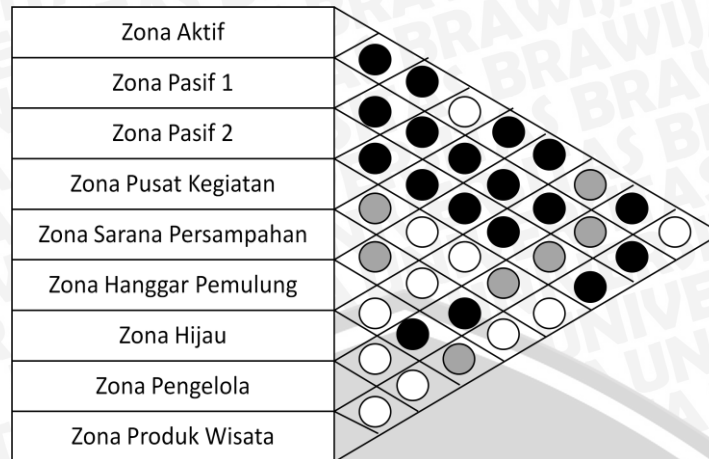 Zona Aktif
Zona Pasif 1
Zona Pasif 2
Zona Pusat Kegiatan
Zona Sarana Persampahan
Zona Hanggar Pemulung
Zona Hijau
Zona Pengelola
Zona Produk Wisata